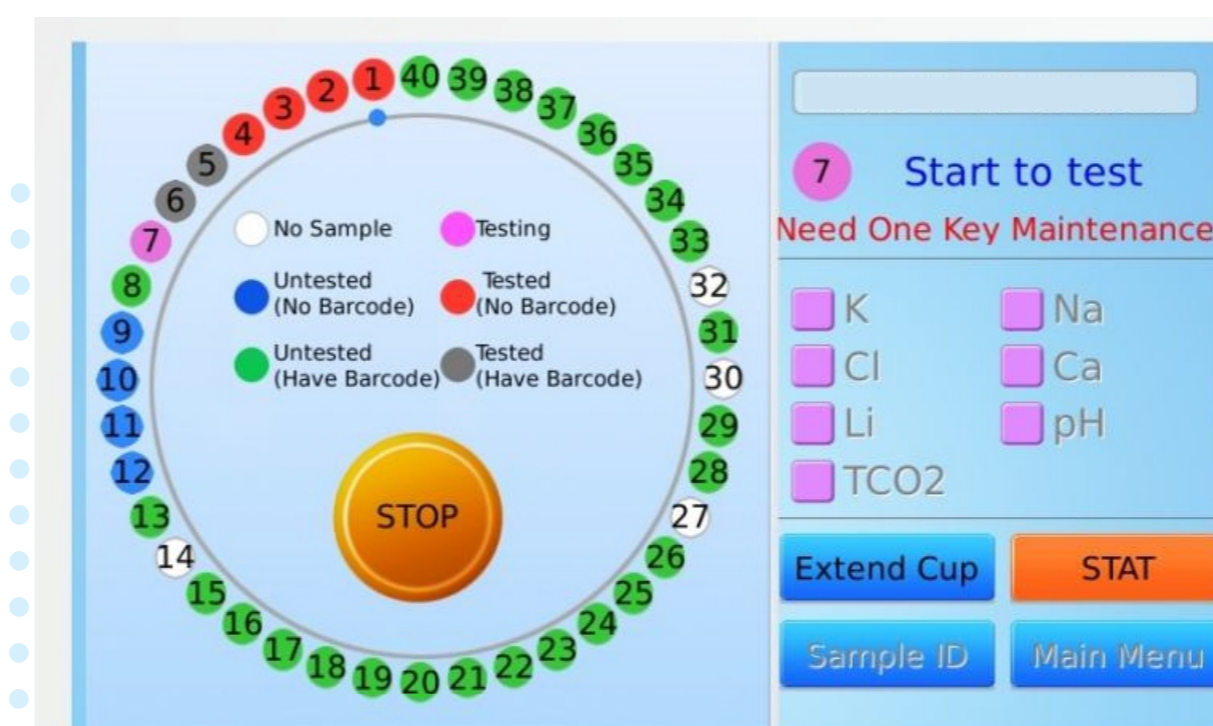 1
2
3
4
5
6
7
8
9
10
11
12
13
14
15
16
17
18
19
20
21
22
23
24
25
26
27
28
29
30
31
32
33
34
35
36
37
38
39
40
No Sample
Testing
Untested
(No Barcode)
Tested
(No Barcode)
Untested
(Have Barcode)
Tested
(Have Barcode)
STOP
7 Start to test
Need One Key Maintenance
K Na
Cl Ca
Li pH
TCO2
Extend Cup STAT
Sample ID Main Menu